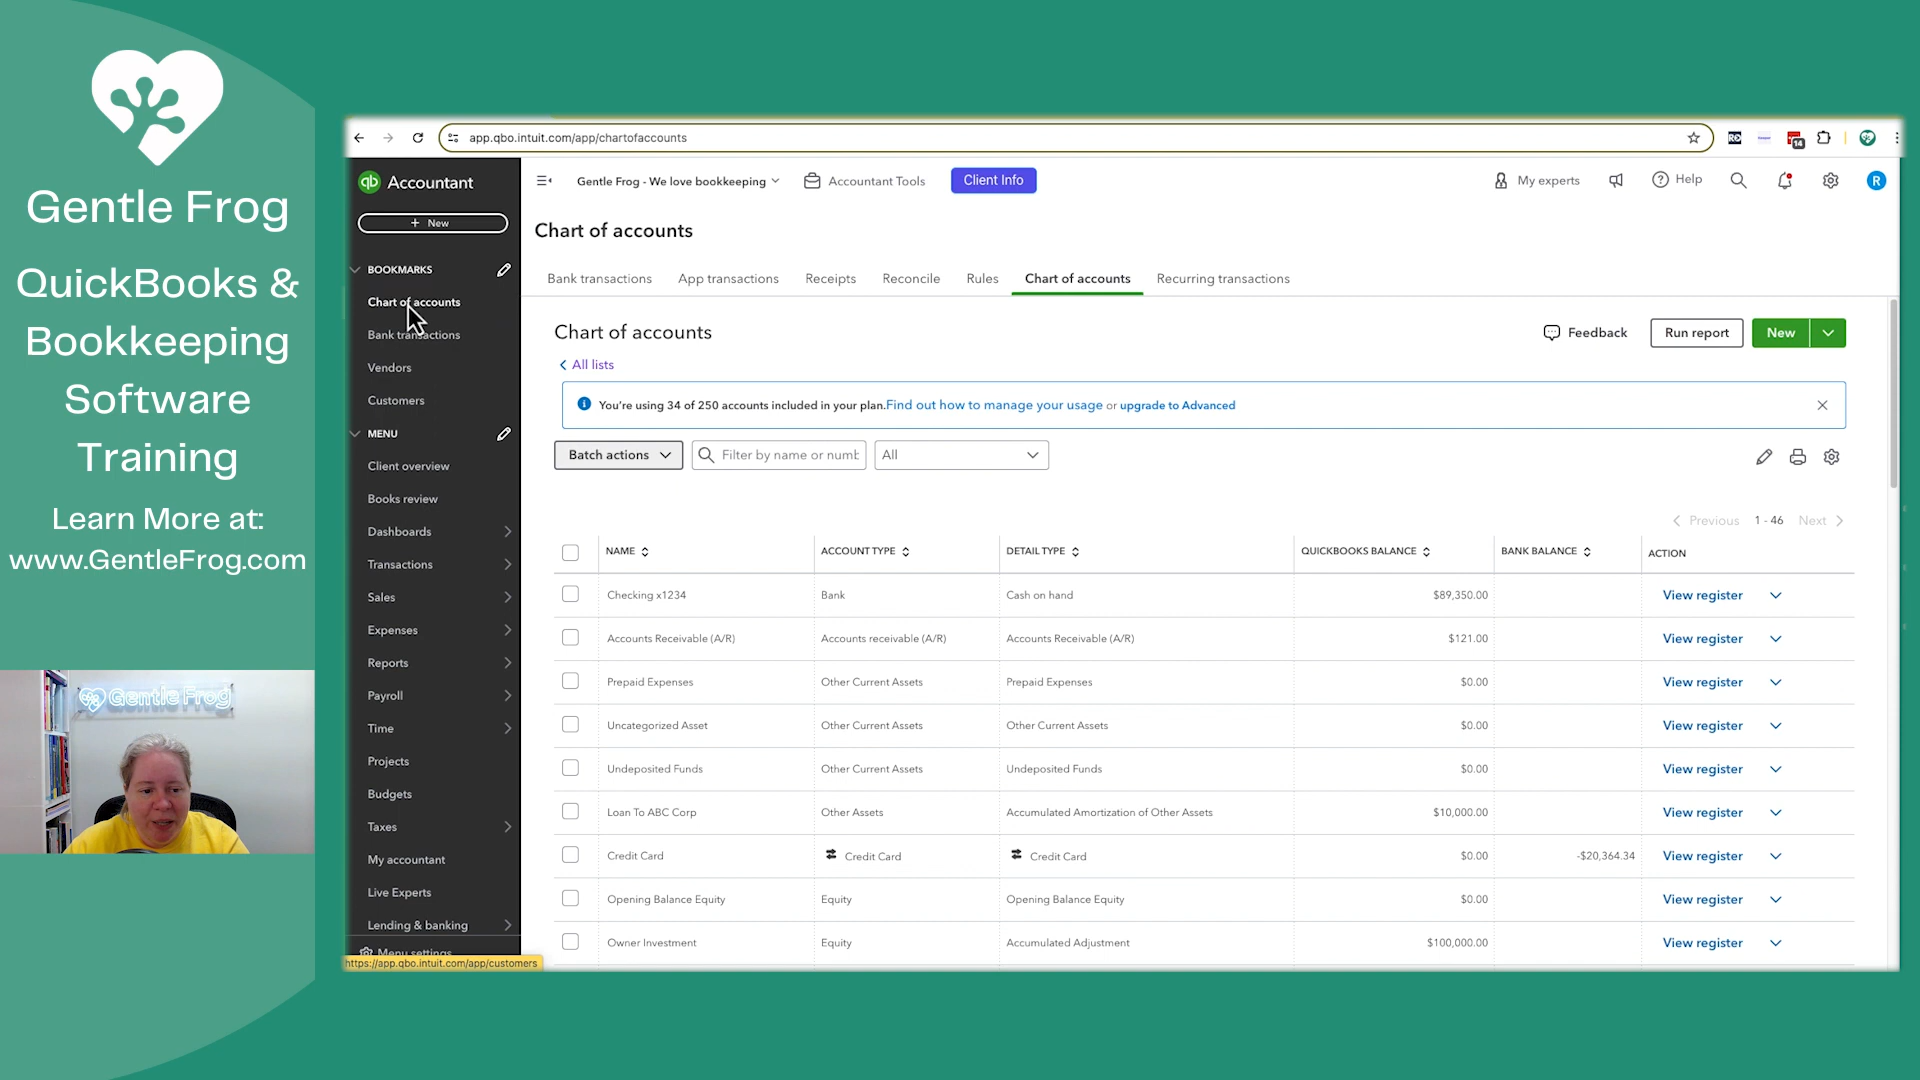 Gentle Frog
QuickBooks &
Bookkeeping
Software
Training
Learn More at:
www.GentleFrog.com
Gentle Frog
app.qbo.intuit.com/app/chartofaccounts
14
qb Accountant
+ New
BOOKMARKS
Chart of accounts
Bank transactions
Vendors
Customers
MENU
Client overview
Books review
Dashboards
Transactions
Sales
Expenses
Reports
Payroll
Time
Projects
Budgets
Taxes
My accountant
Live Experts
Lending & banking
Menu settings
https://app.qbo.intuit.com/app/customers
Gentle Frog - We love bookkeeping
Accountant Tools
Client Info
My experts
Help
R
Chart of accounts
Bank transactions
App transactions
Receipts
Reconcile
Rules
Chart of accounts
Recurring transactions
Chart of accounts
Feedback
Run report
New
All lists
You're using 34 of 250 accounts included in your plan.Find out how to manage your usage or upgrade to Advanced
Batch actions
Filter by name or numb
All
Previous 1 - 46 Next
NAME ACCOUNT TYPE DETAIL TYPE QUICKBOOKS BALANCE BANK BALANCE ACTION
Checking x1234 Bank Cash on hand $89,350.00 View register
Accounts Receivable (A/R) Accounts receivable (A/R) Accounts Receivable (A/R) $121.00 View register
Prepaid Expenses Other Current Assets Prepaid Expenses $0.00 View register
Uncategorized Asset Other Current Assets Other Current Assets $0.00 View register
Undeposited Funds Other Current Assets Undeposited Funds $0.00 View register
Loan To ABC Corp Other Assets Accumulated Amortization of Other Assets $10,000.00 View register
Credit Card Credit Card Credit Card $0.00 -$20,364.34 View register
Opening Balance Equity Equity Opening Balance Equity $0.00 View register
Owner Investment Equity Accumulated Adjustment $100,000.00 View register